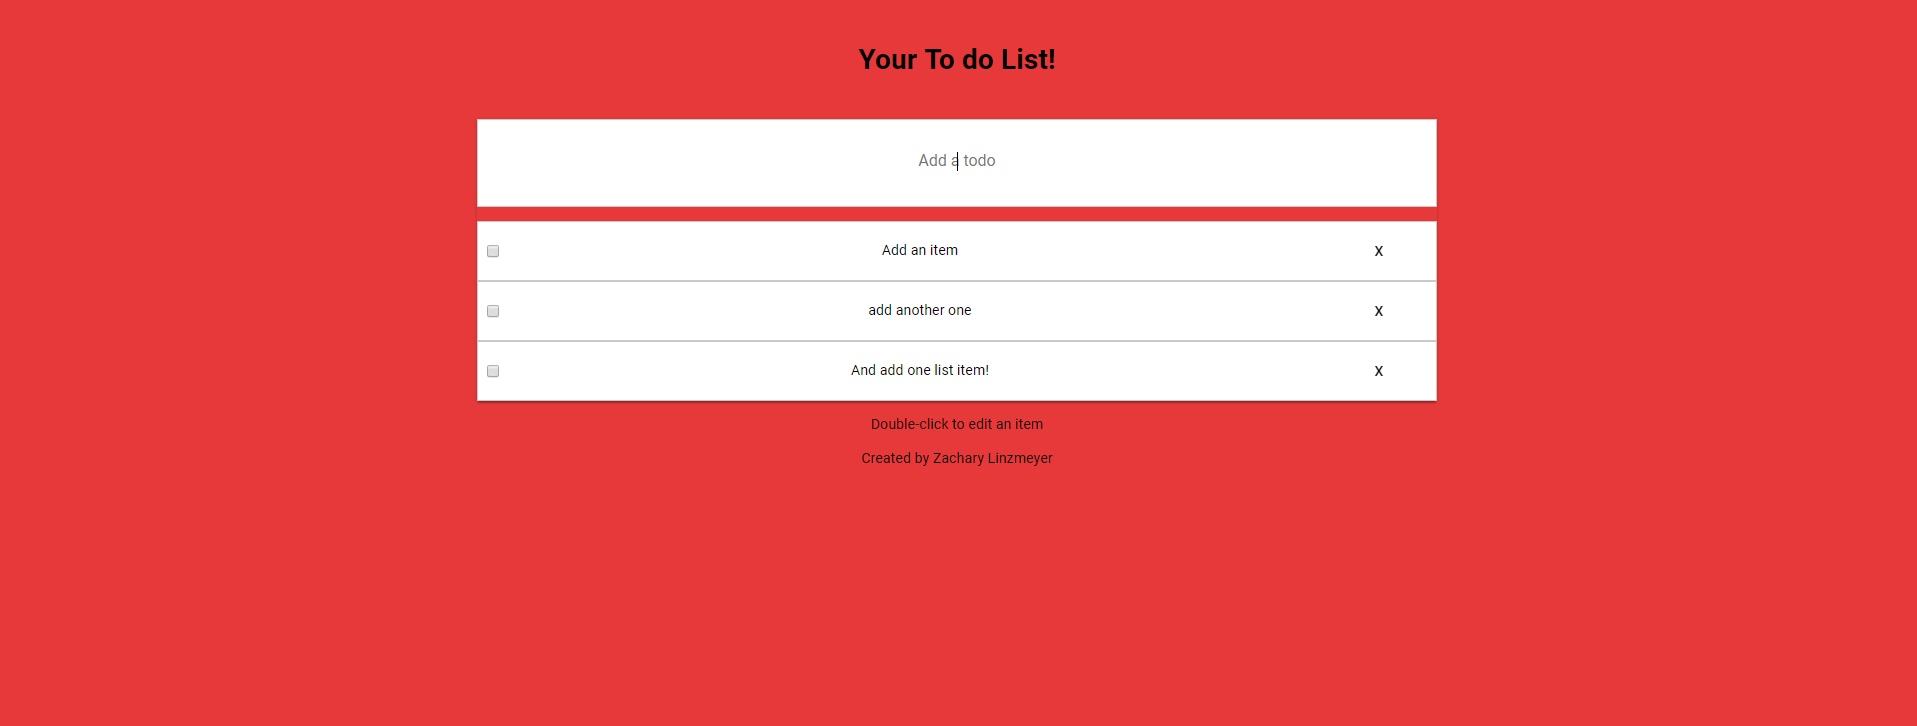 Your To do List!
Add a todo
Add an item X
add another one X
And add one list item! X
Double-click to edit an item
Created by Zachary Linzmeyer